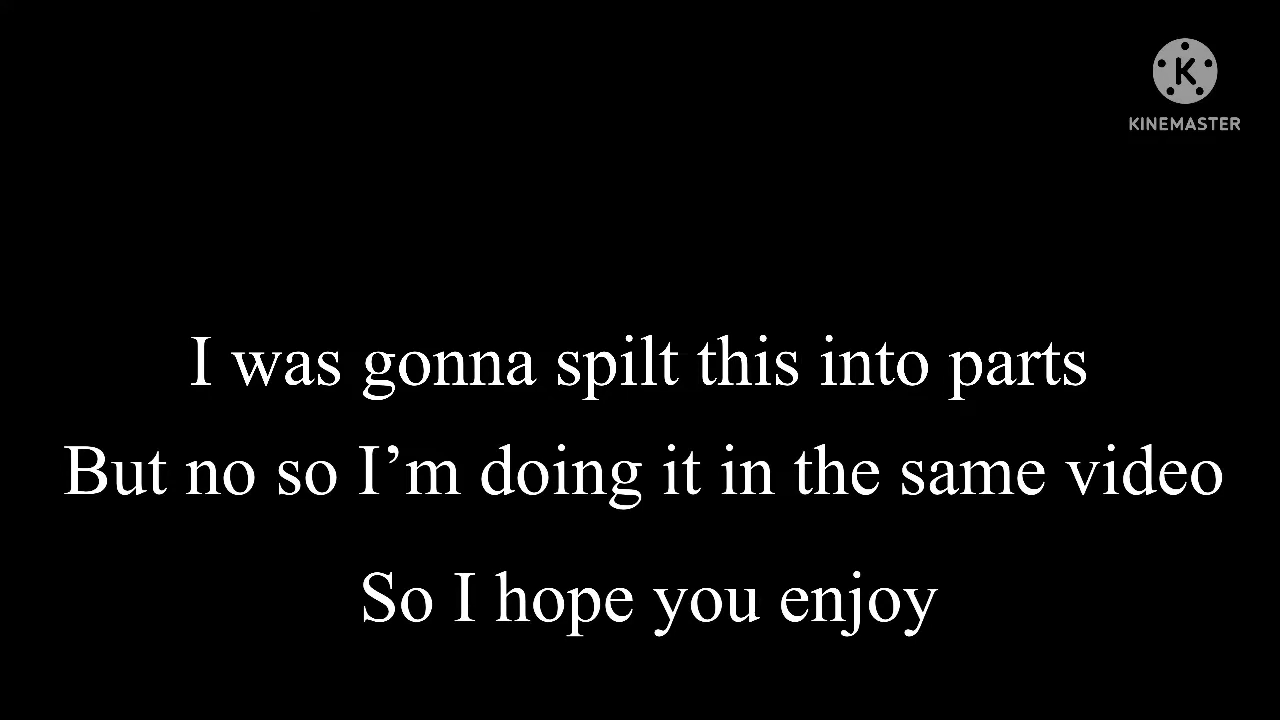 KINEMASTER
I was gonna spilt this into parts
But no so I’m doing it in the same video
So I hope you enjoy